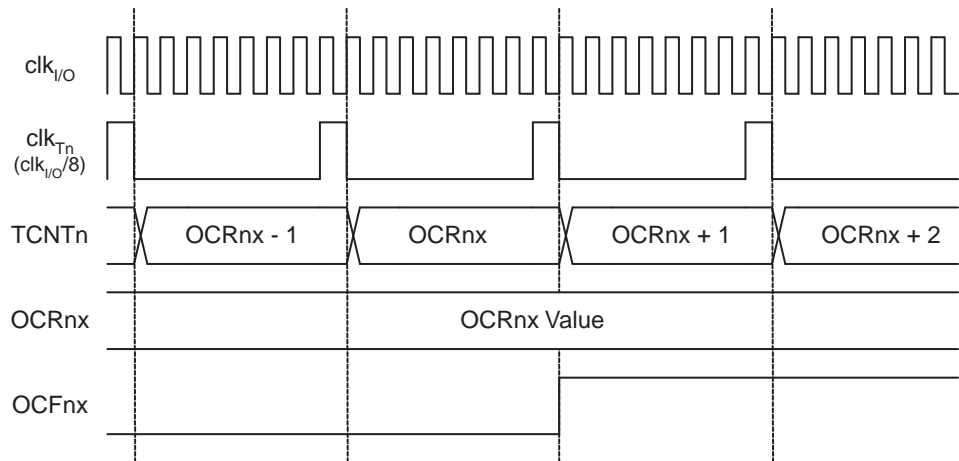 clkI/O
clkTn
(clkI/O/8)
TCNTn OCRnx - 1 OCRnx OCRnx + 1 OCRnx + 2
OCRnx OCRnx Value
OCFnx